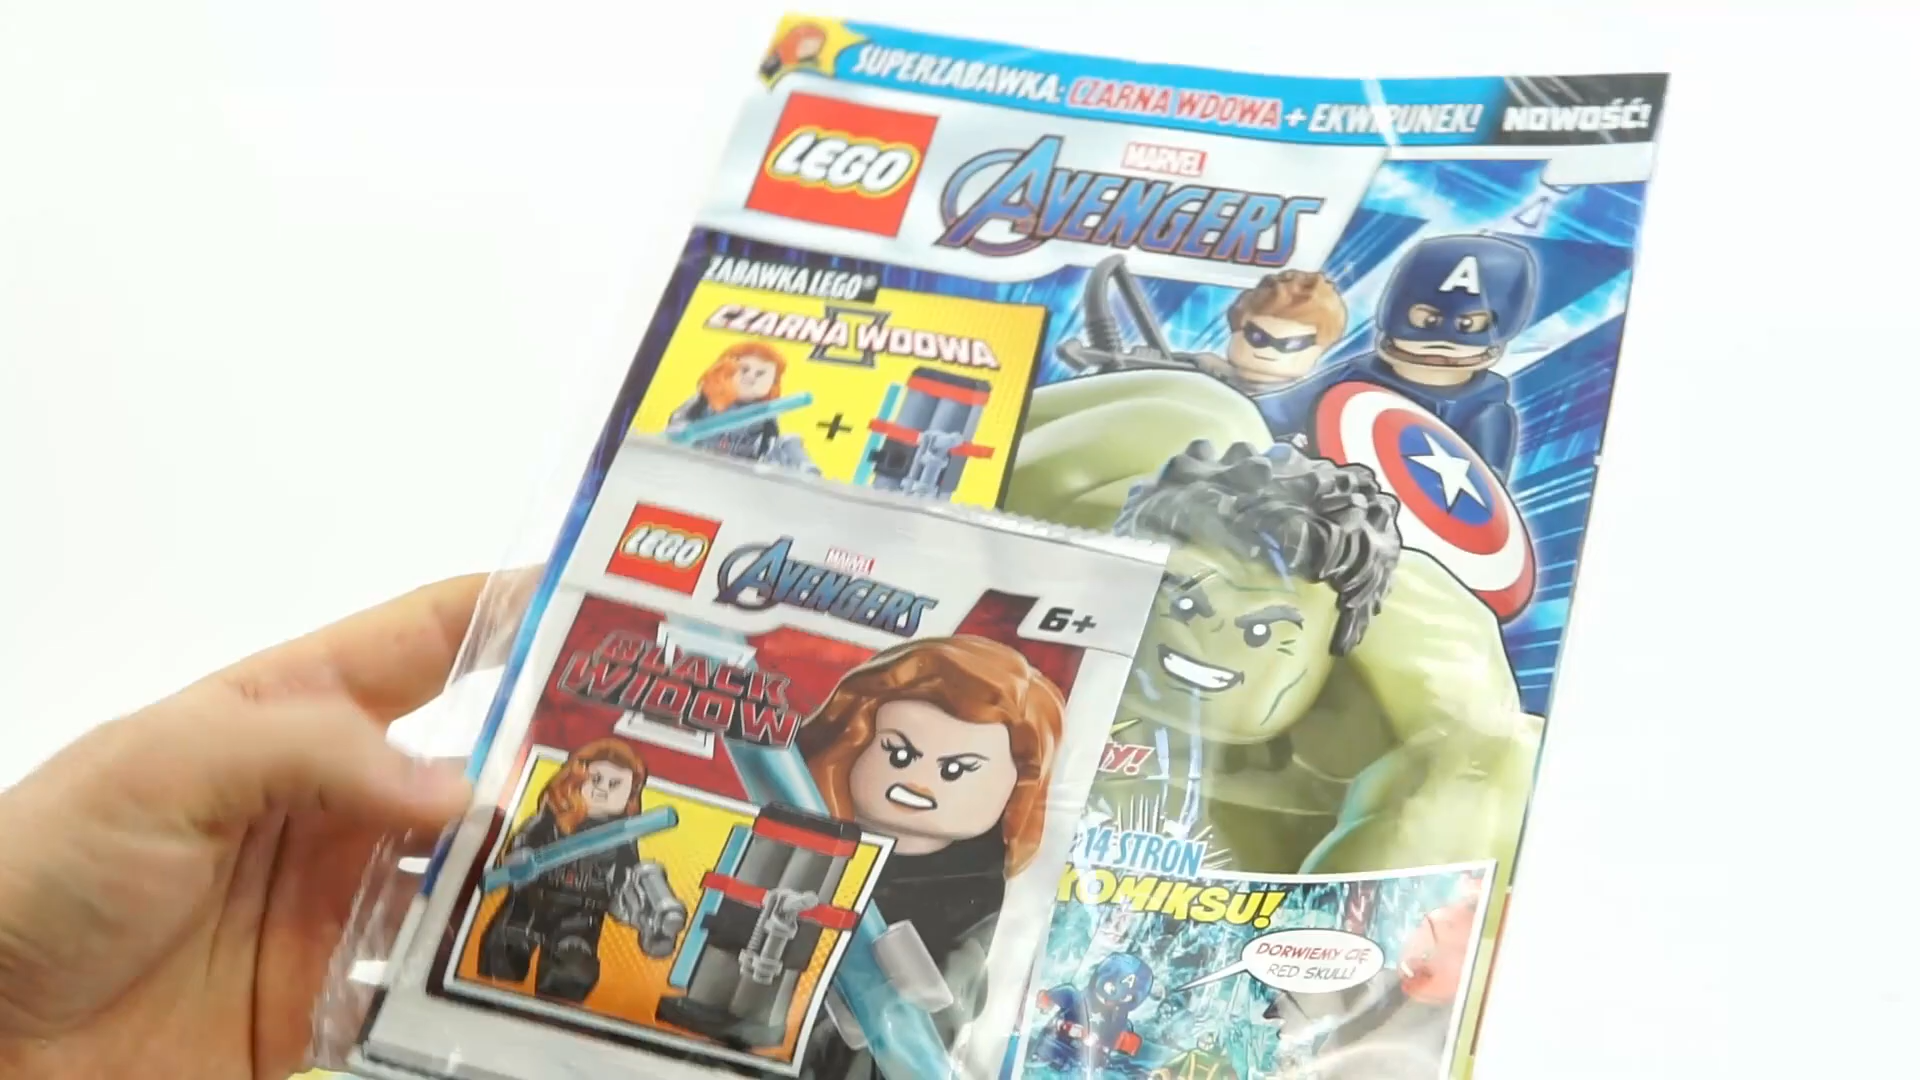 SUPERZABAWKA: CZARNA WDOWA + EKWIPUNEK! NOWOŚĆ!
LEGO
MARVEL
AVENGERS
A
ZABAWKA LEGO®
CZARNA WDOWA
+
LEGO
MARVEL
AVENGERS
6+
BLACK
WIDOW
14 STRON
KOMIKSU!
DORWIEMY CIĘ,
RED SKULL!
A